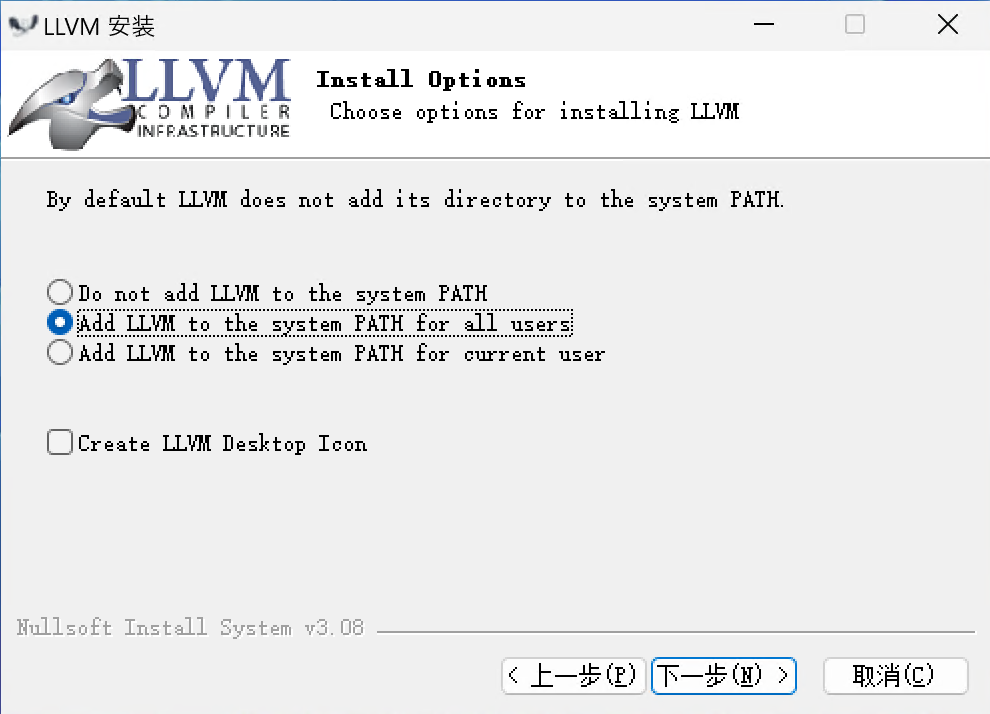 LLVM 安装
LLVM
COMPILER
INFRASTRUCTURE
Install Options
Choose options for installing LLVM
By default LLVM does not add its directory to the system PATH.
Do not add LLVM to the system PATH
Add LLVM to the system PATH for all users
Add LLVM to the system PATH for current user
Create LLVM Desktop Icon
Nullsoft Install System v3.08
< 上一步(P)
下一步(N) >
取消(C)